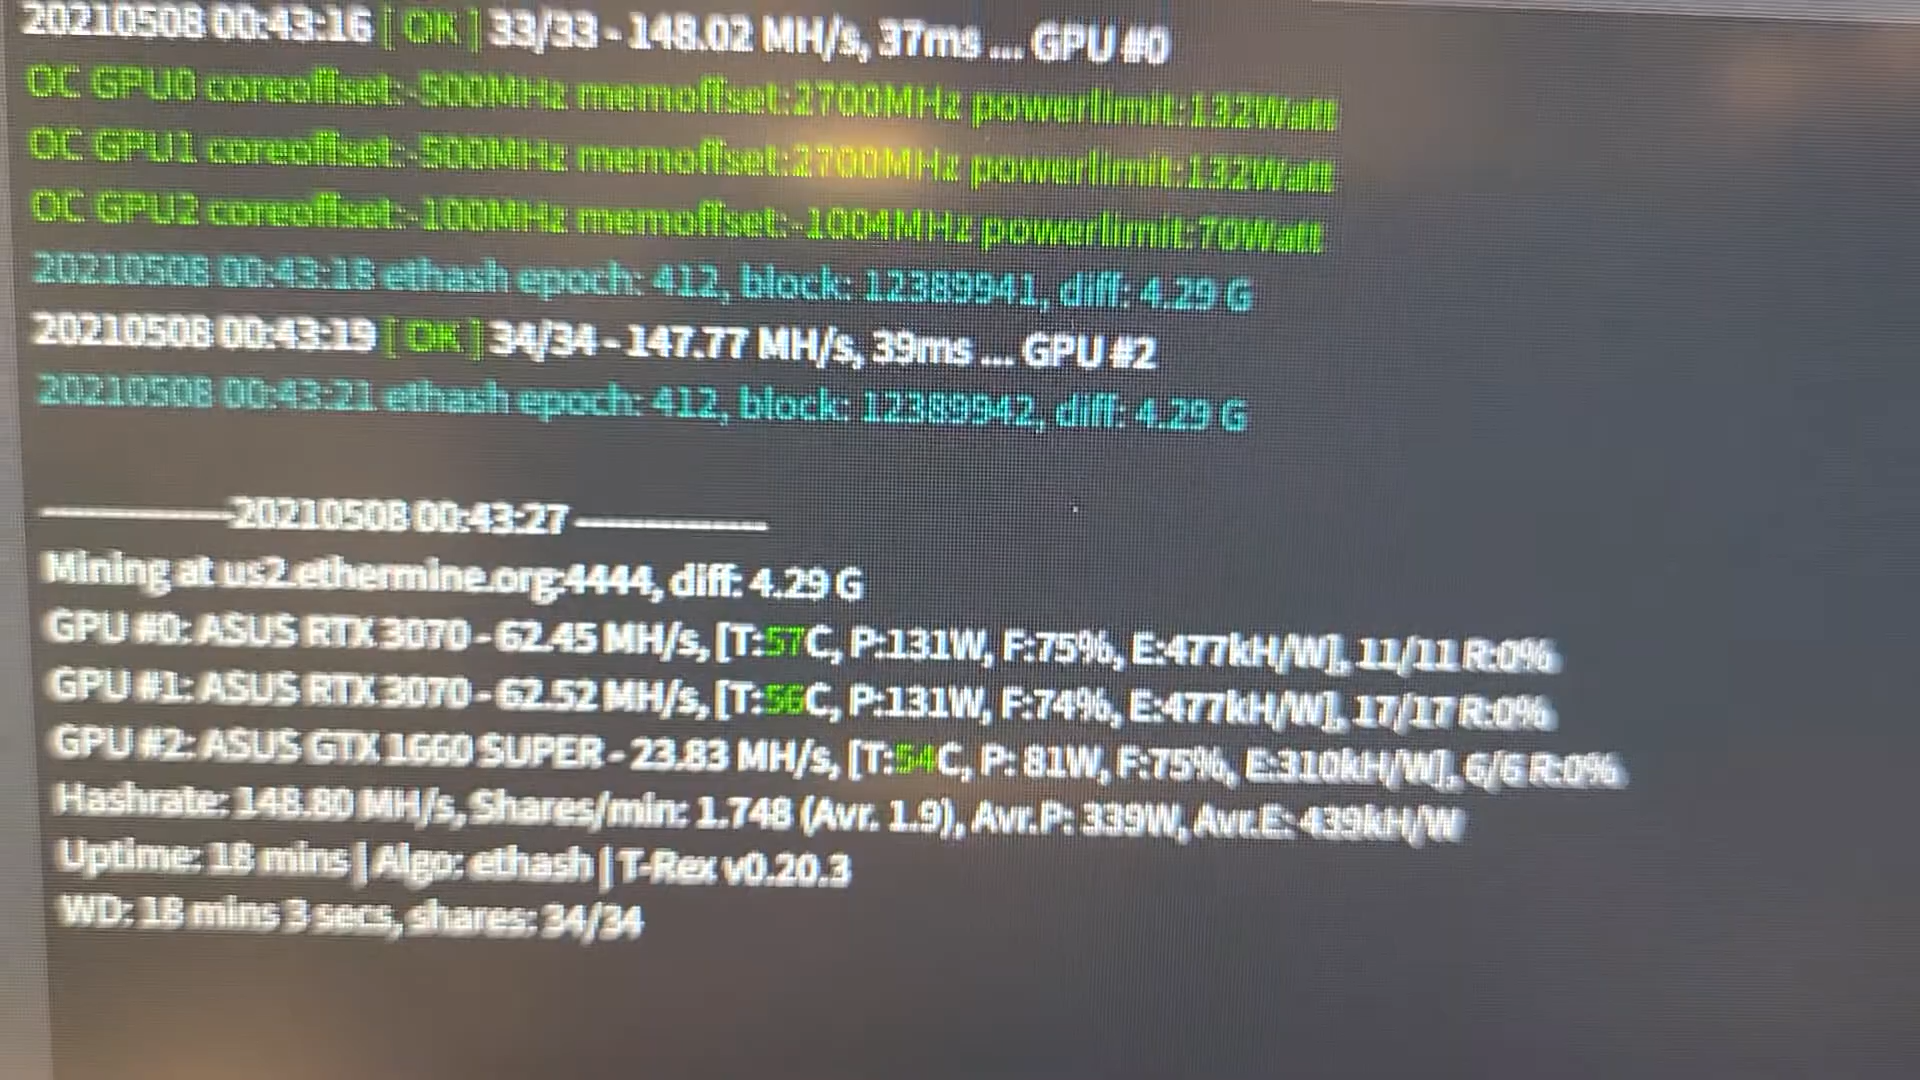 20210508 00:43:16 [ OK ] 33/33 - 148.02 MH/s, 37ms ... GPU #0
OC GPU0 coreoffset:-500MHz memoffset:2700MHz powerlimit:132Watt
OC GPU1 coreoffset:-500MHz memoffset:2700MHz powerlimit:132Watt
OC GPU2 coreoffset:-100MHz memoffset:-1004MHz powerlimit:70Watt
20210508 00:43:18 ethash epoch: 412, block: 12389941, diff: 4.29 G
20210508 00:43:19 [ OK ] 34/34 - 147.77 MH/s, 39ms ... GPU #2
20210508 00:43:21 ethash epoch: 412, block: 12389942, diff: 4.29 G
---------------20210508 00:43:27 ---------------
Mining at us2.ethermine.org:4444, diff: 4.29 G
GPU #0: ASUS RTX 3070 - 62.45 MH/s, [T:57C, P:131W, F:75%, E:477kH/W], 11/11 R:0%
GPU #1: ASUS RTX 3070 - 62.52 MH/s, [T:56C, P:131W, F:74%, E:477kH/W], 17/17 R:0%
GPU #2: ASUS GTX 1660 SUPER - 23.83 MH/s, [T:54C, P: 81W, F:75%, E:310kH/W], 6/6 R:0%
Hashrate: 148.80 MH/s, Shares/min: 1.748 (Avr. 1.9), Avr.P: 339W, Avr.E: 439kH/W
Uptime: 18 mins | Algo: ethash | T-Rex v0.20.3
WD: 18 mins 3 secs, shares: 34/34